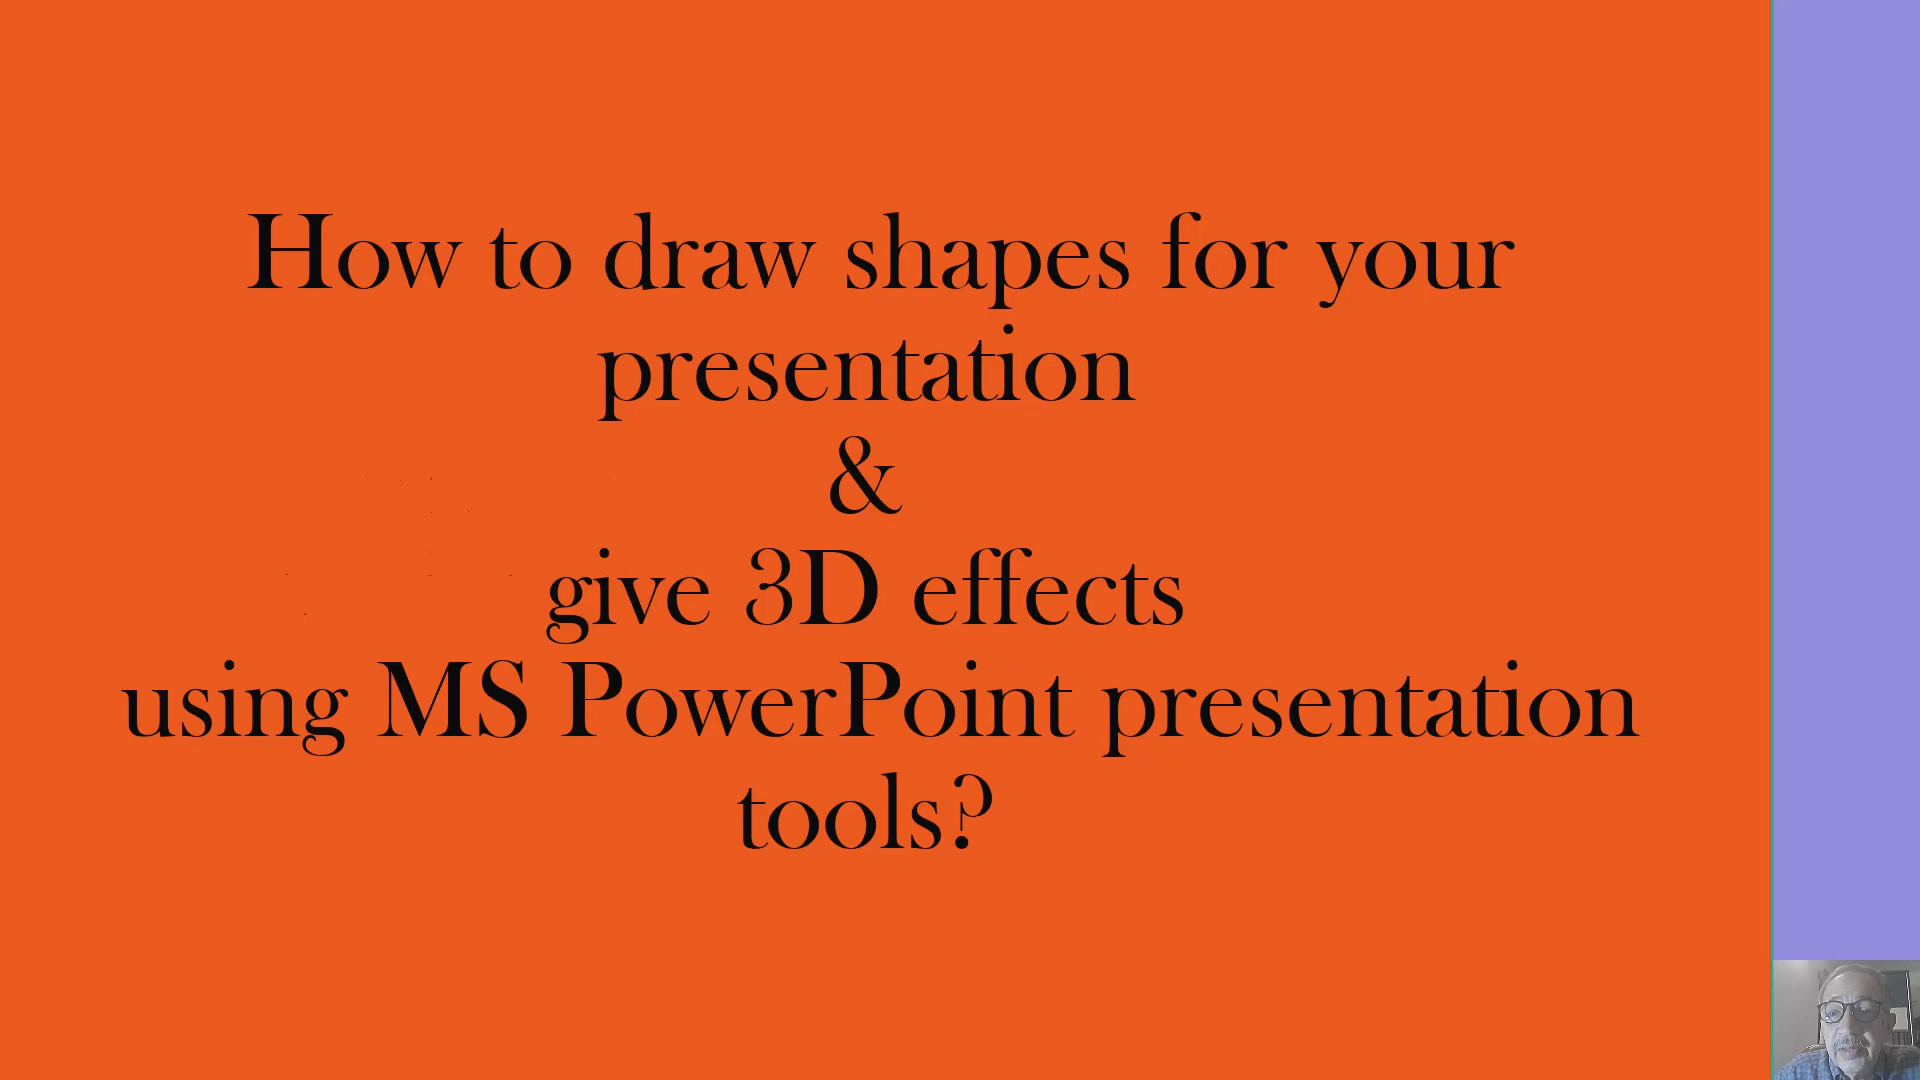 How to draw shapes for your
presentation
&
give 3D effects
using MS PowerPoint presentation
tools?